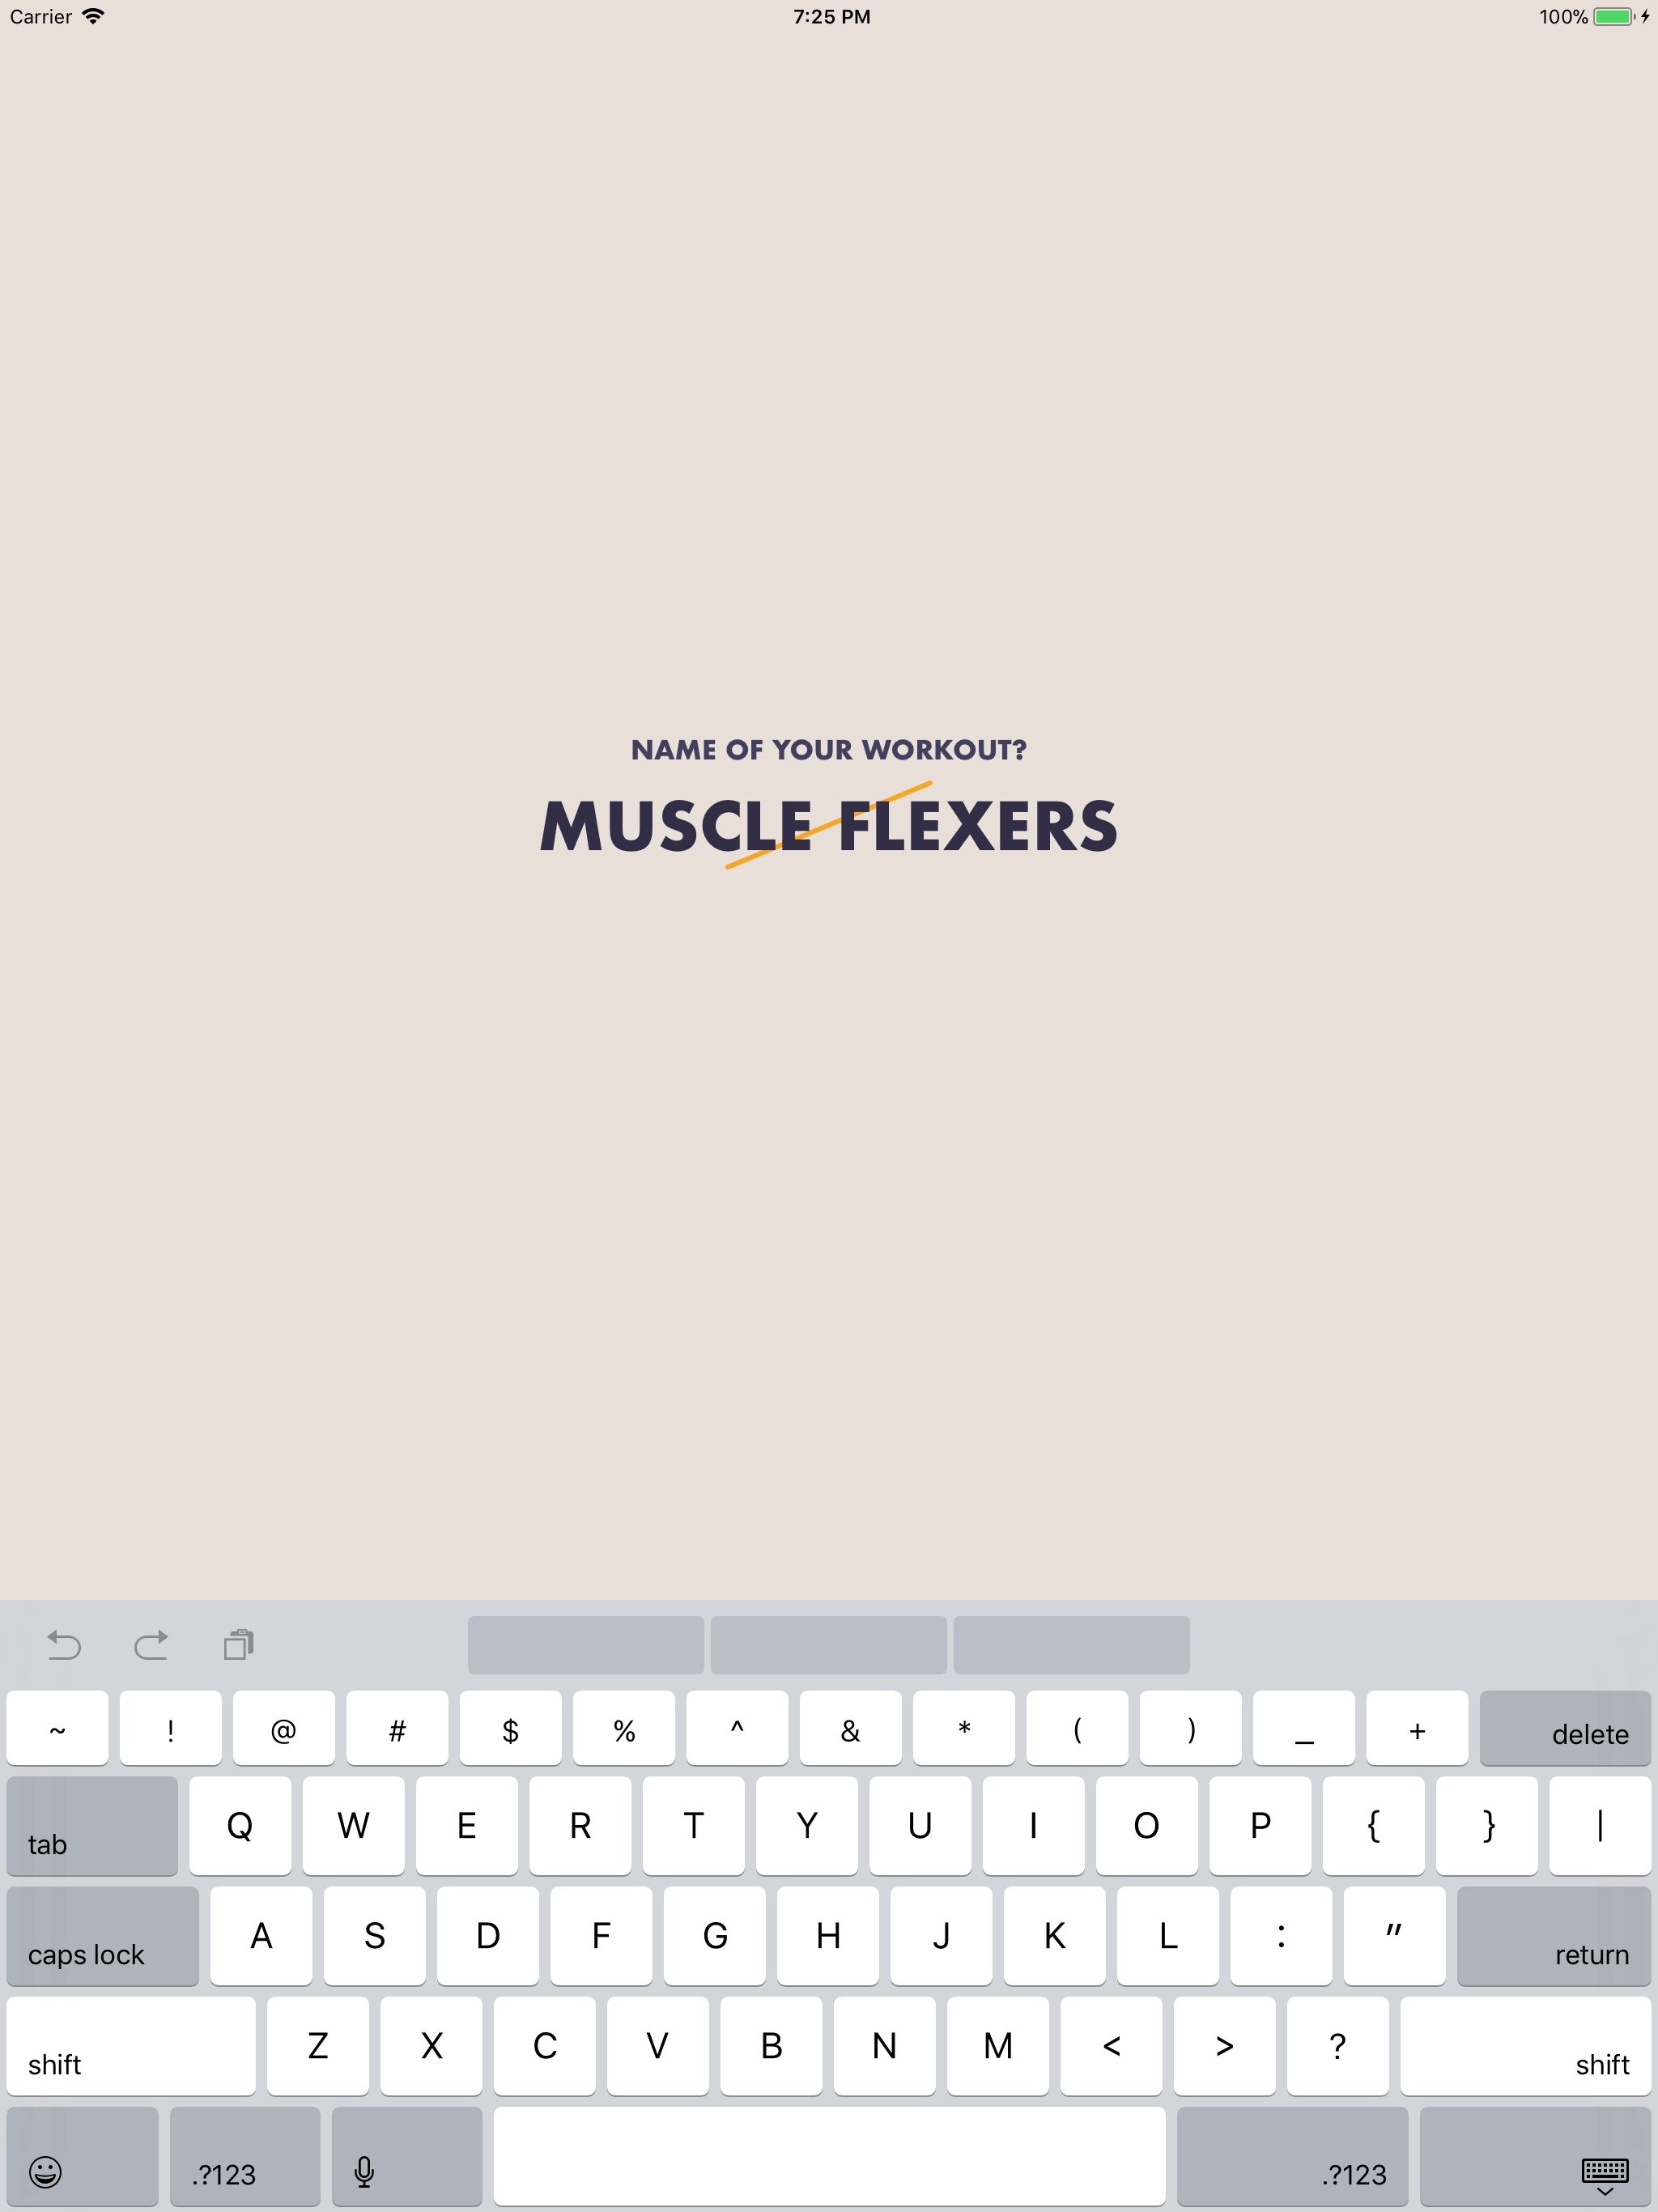 Carrier 7:25 PM 100%
NAME OF YOUR WORKOUT?
MUSCLE FLEXERS
~ ! @ # $ % ^ & * ( ) _ + delete
tab Q W E R T Y U I O P { } |
caps lock A S D F G H J K L : " return
shift Z X C V B N M < > ? shift
.?123 .?123